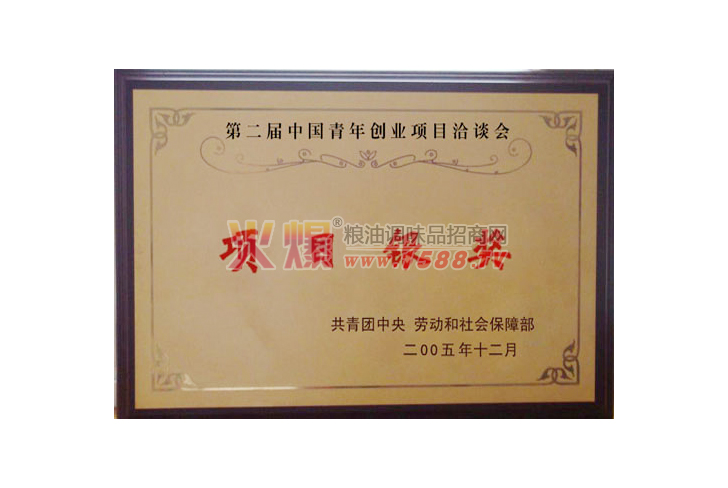 第二届中国青年创业项目洽谈会
项目银奖
火爆®粮油调味品招商网
共青团中央 劳动和社会保障部
二00五年十二月